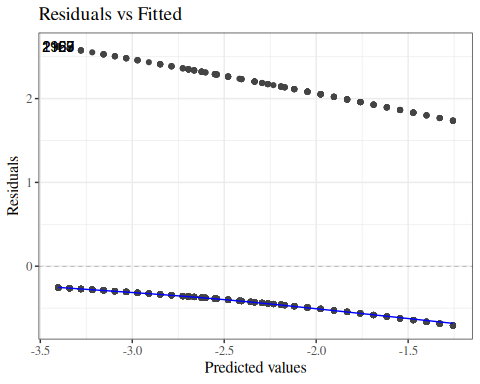 Residuals vs Fitted
Residuals
2
1
0
-3.5 -3.0 -2.5 -2.0 -1.5
Predicted values